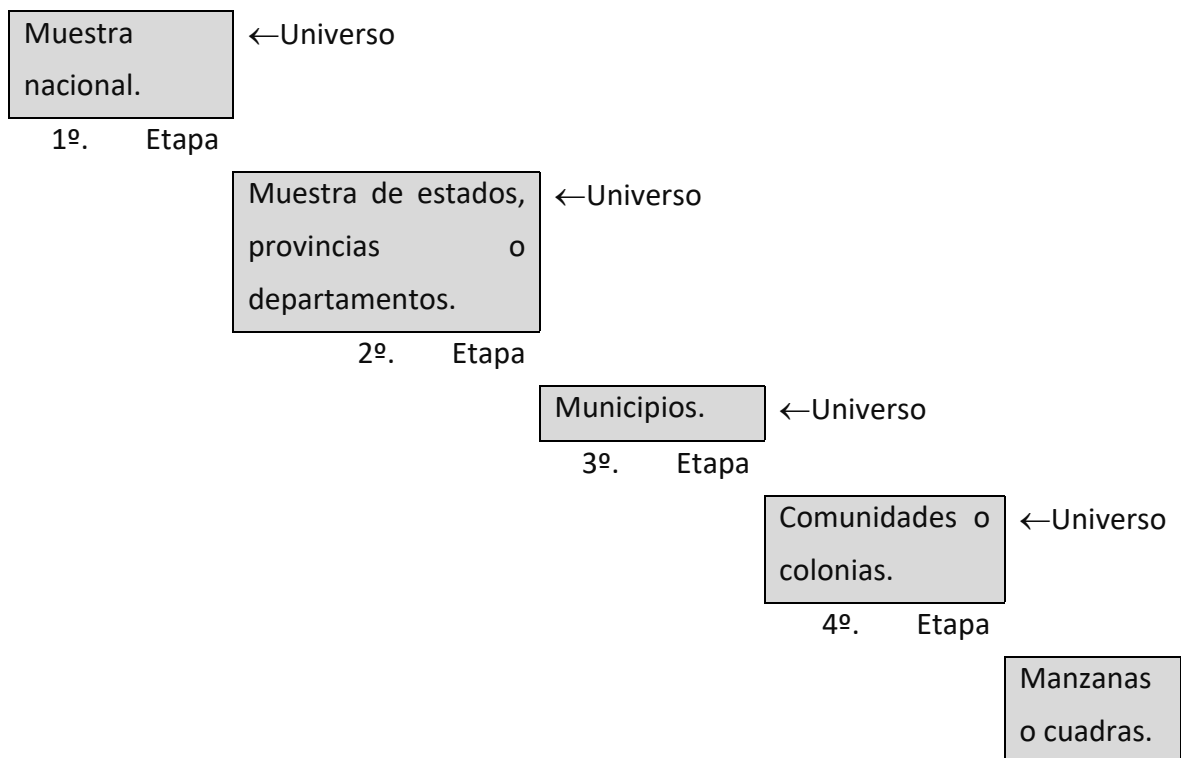 Muestra ←Universo
nacional.
1º. Etapa
Muestra de estados, ←Universo
provincias o
departamentos.
2º. Etapa
Municipios. ←Universo
3º. Etapa
Comunidades o ←Universo
colonias.
4º. Etapa
Manzanas
o cuadras.